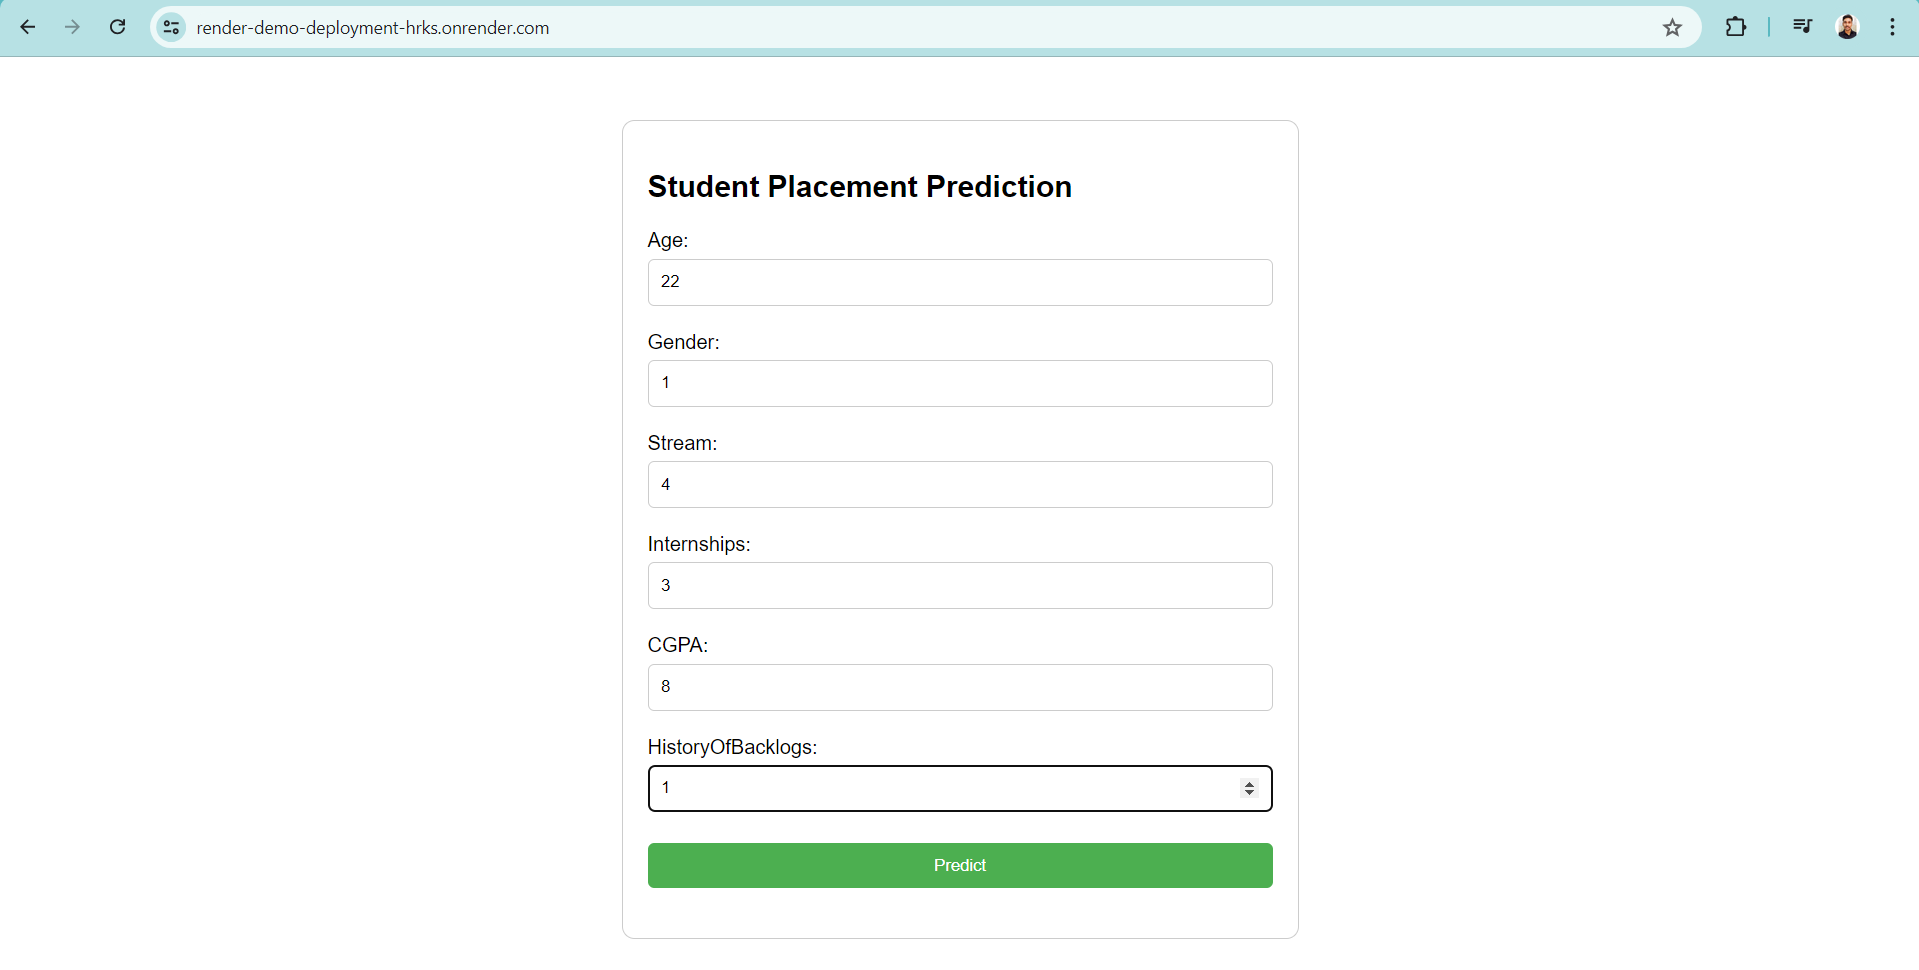 render-demo-deployment-hrks.onrender.com
Student Placement Prediction
Age:
22
Gender:
1
Stream:
4
Internships:
3
CGPA:
8
HistoryOfBacklogs:
1
Predict